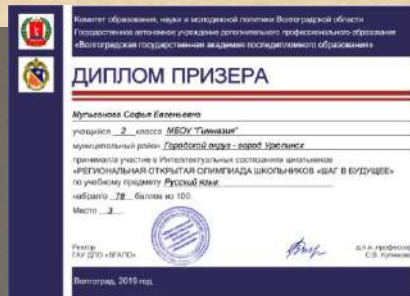 Комитет образования, науки и молодежной политики Волгоградской области
Государственное автономное учреждение дополнительного профессионального образования
«Волгоградская государственная академия последипломного образования»
ДИПЛОМ ПРИЗЕРА
Софья Евгеньевна
учащийся 2 класса МБОУ "Гимназия"
муниципальный район Городской округ - город Урюпинск
принимал/а участие в Интеллектуальных состязаниях школьников
«РЕГИОНАЛЬНАЯ ОТКРЫТАЯ ОЛИМПИАДА ШКОЛЬНИКОВ «ШАГ В БУДУЩЕЕ»
по учебному предмету Русский язык
набрал/а 78 баллов из 100.
Место 3
Ректор
ГАУ ДПО «ВГАПО»
д.п.н. профессор
С.В. Куликова
Волгоград, 2019 год